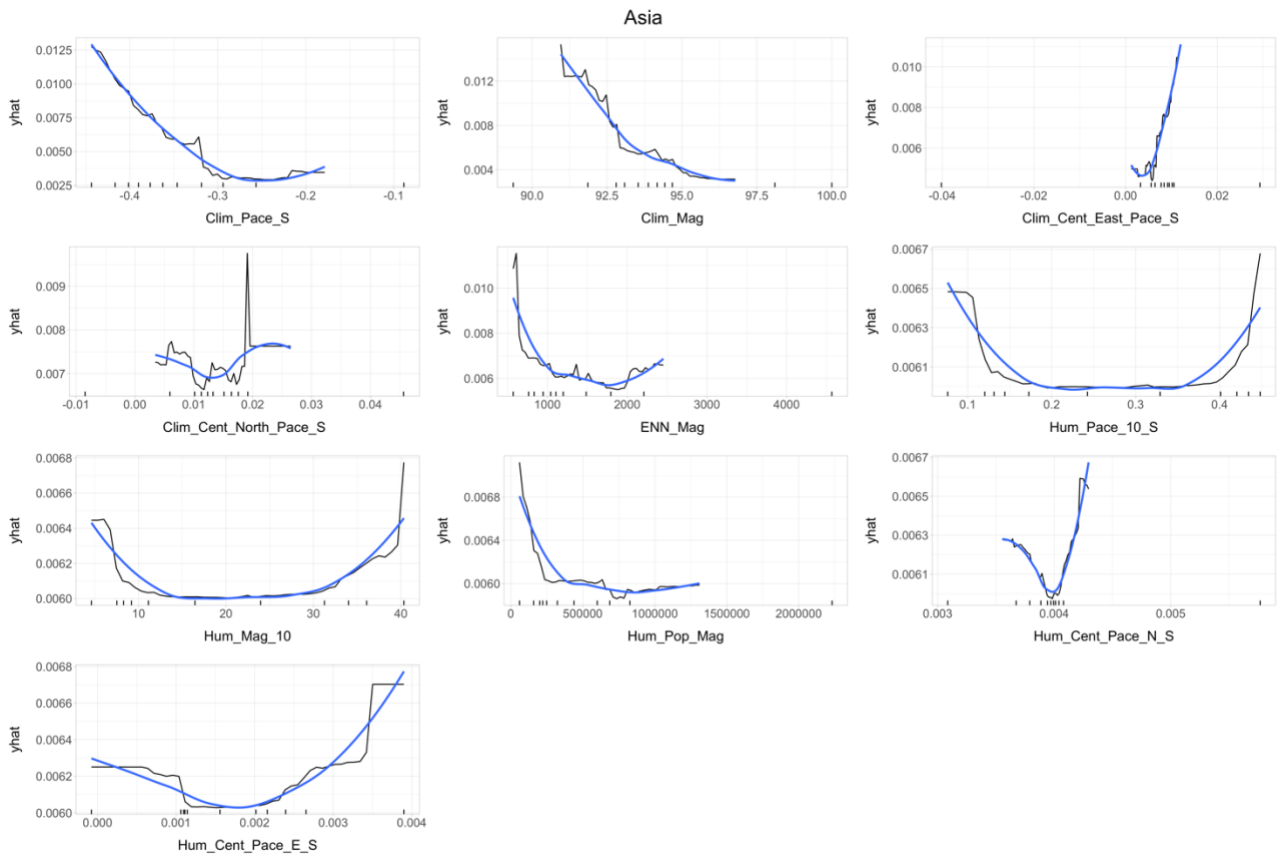 Asia
yhat
0.0125
0.0100
0.0075
0.0050
0.0025
-0.4 -0.3 -0.2 -0.1
Clim_Pace_S
yhat
0.012
0.008
0.004
90.0 92.5 95.0 97.5 100.0
Clim_Mag
yhat
0.010
0.008
0.006
-0.04 -0.02 0.00 0.02
Clim_Cent_East_Pace_S
yhat
0.009
0.008
0.007
-0.01 0.00 0.01 0.02 0.03 0.04
Clim_Cent_North_Pace_S
yhat
0.010
0.008
0.006
1000 2000 3000 4000
ENN_Mag
yhat
0.0067
0.0065
0.0063
0.0061
0.1 0.2 0.3 0.4
Hum_Pace_10_S
yhat
0.0068
0.0066
0.0064
0.0062
0.0060
10 20 30 40
Hum_Mag_10
yhat
0.0068
0.0064
0.0060
0 5000000 1000000 1500000 2000000
Hum_Pop_Mag
yhat
0.0067
0.0065
0.0063
0.0061
0.003 0.004 0.005
Hum_Cent_Pace_N_S
yhat
0.0068
0.0066
0.0064
0.0062
0.0060
0.000 0.001 0.002 0.003 0.004
Hum_Cent_Pace_E_S